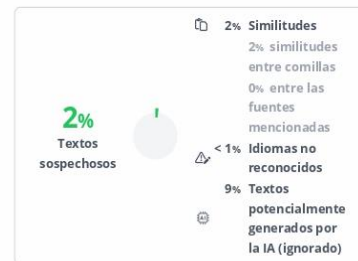 2%
Textos
sospechosos
2% Similitudes
2% similitudes
entre comillas
0% entre las
fuentes
mencionadas
< 1% Idiomas no
reconocidos
9% Textos
potencialmente
generados por
la IA (ignorado)